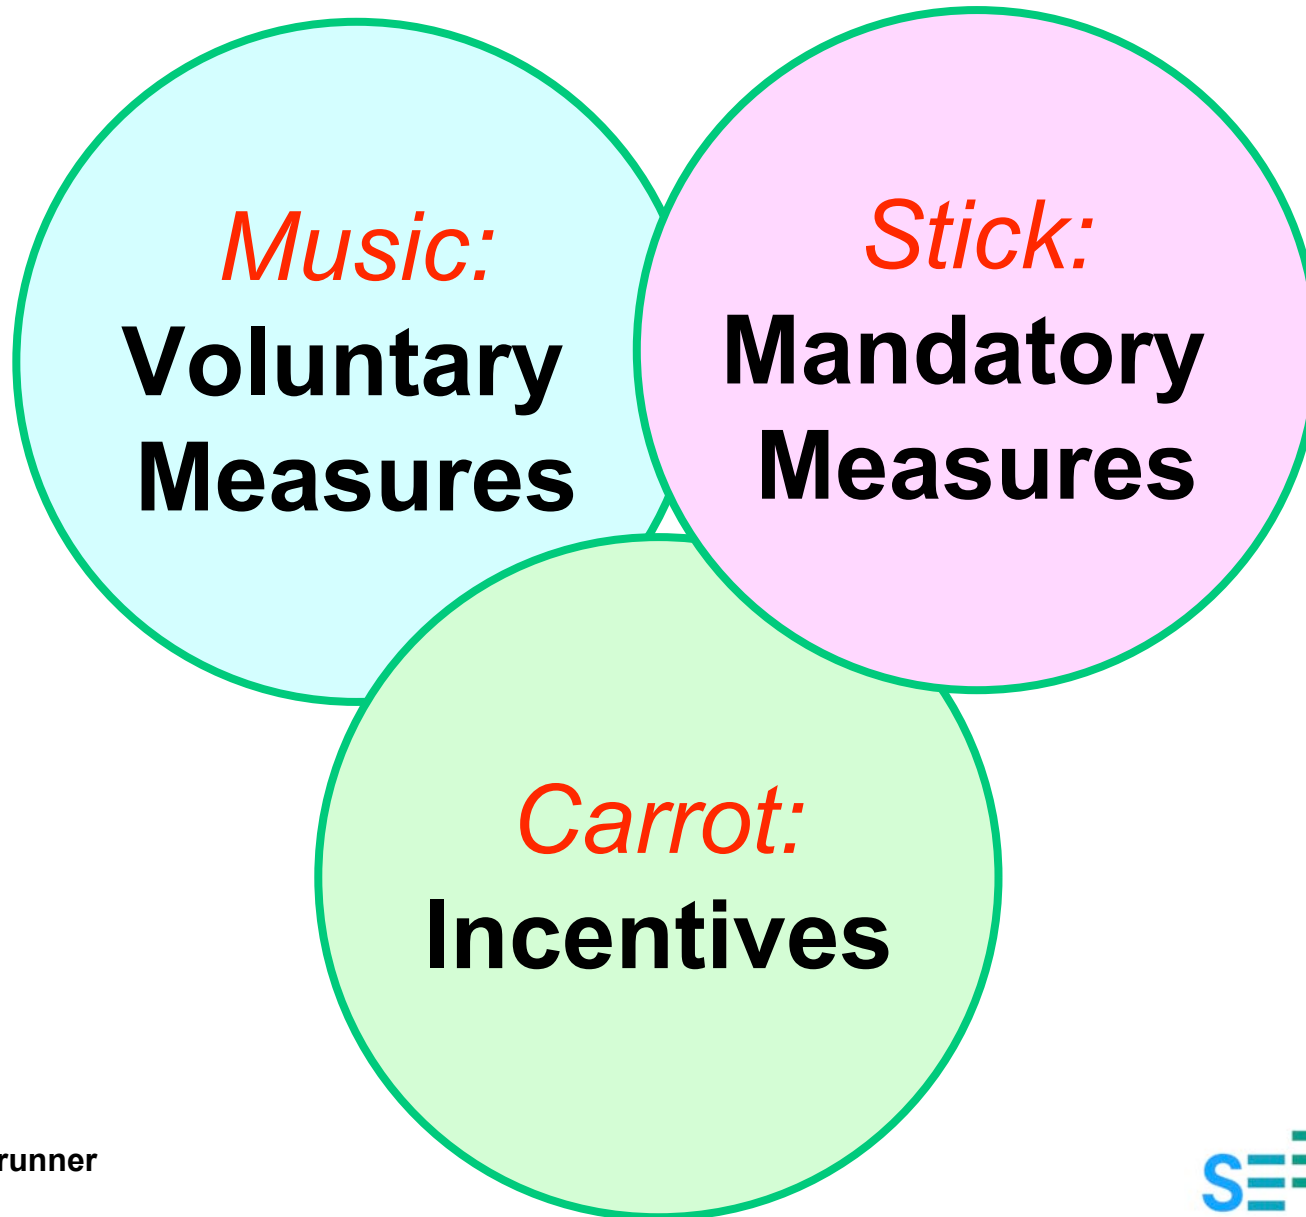 Music:
Voluntary
Measures
Stick:
Mandatory
Measures
Carrot:
Incentives
runner